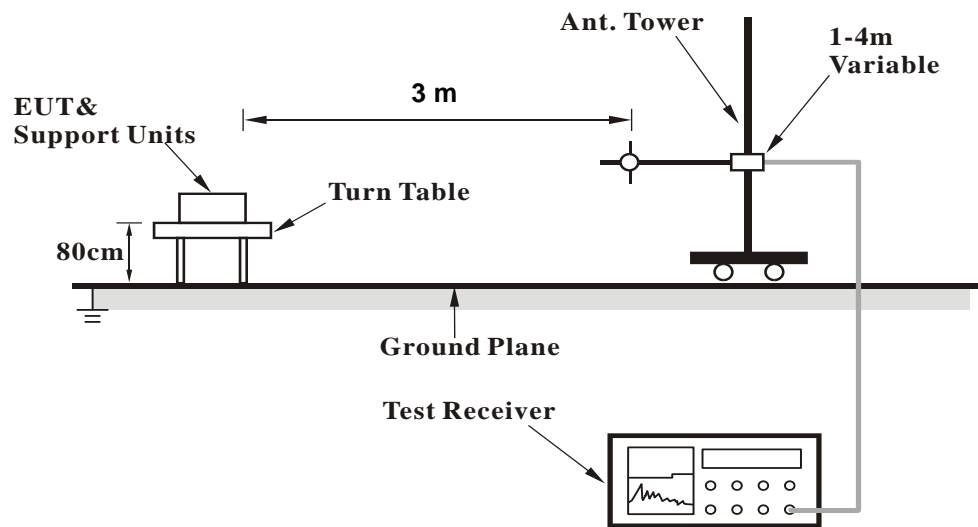 Ant. Tower
1-4m
Variable
3 m
EUT&
Support Units
Turn Table
80cm
Ground Plane
Test Receiver